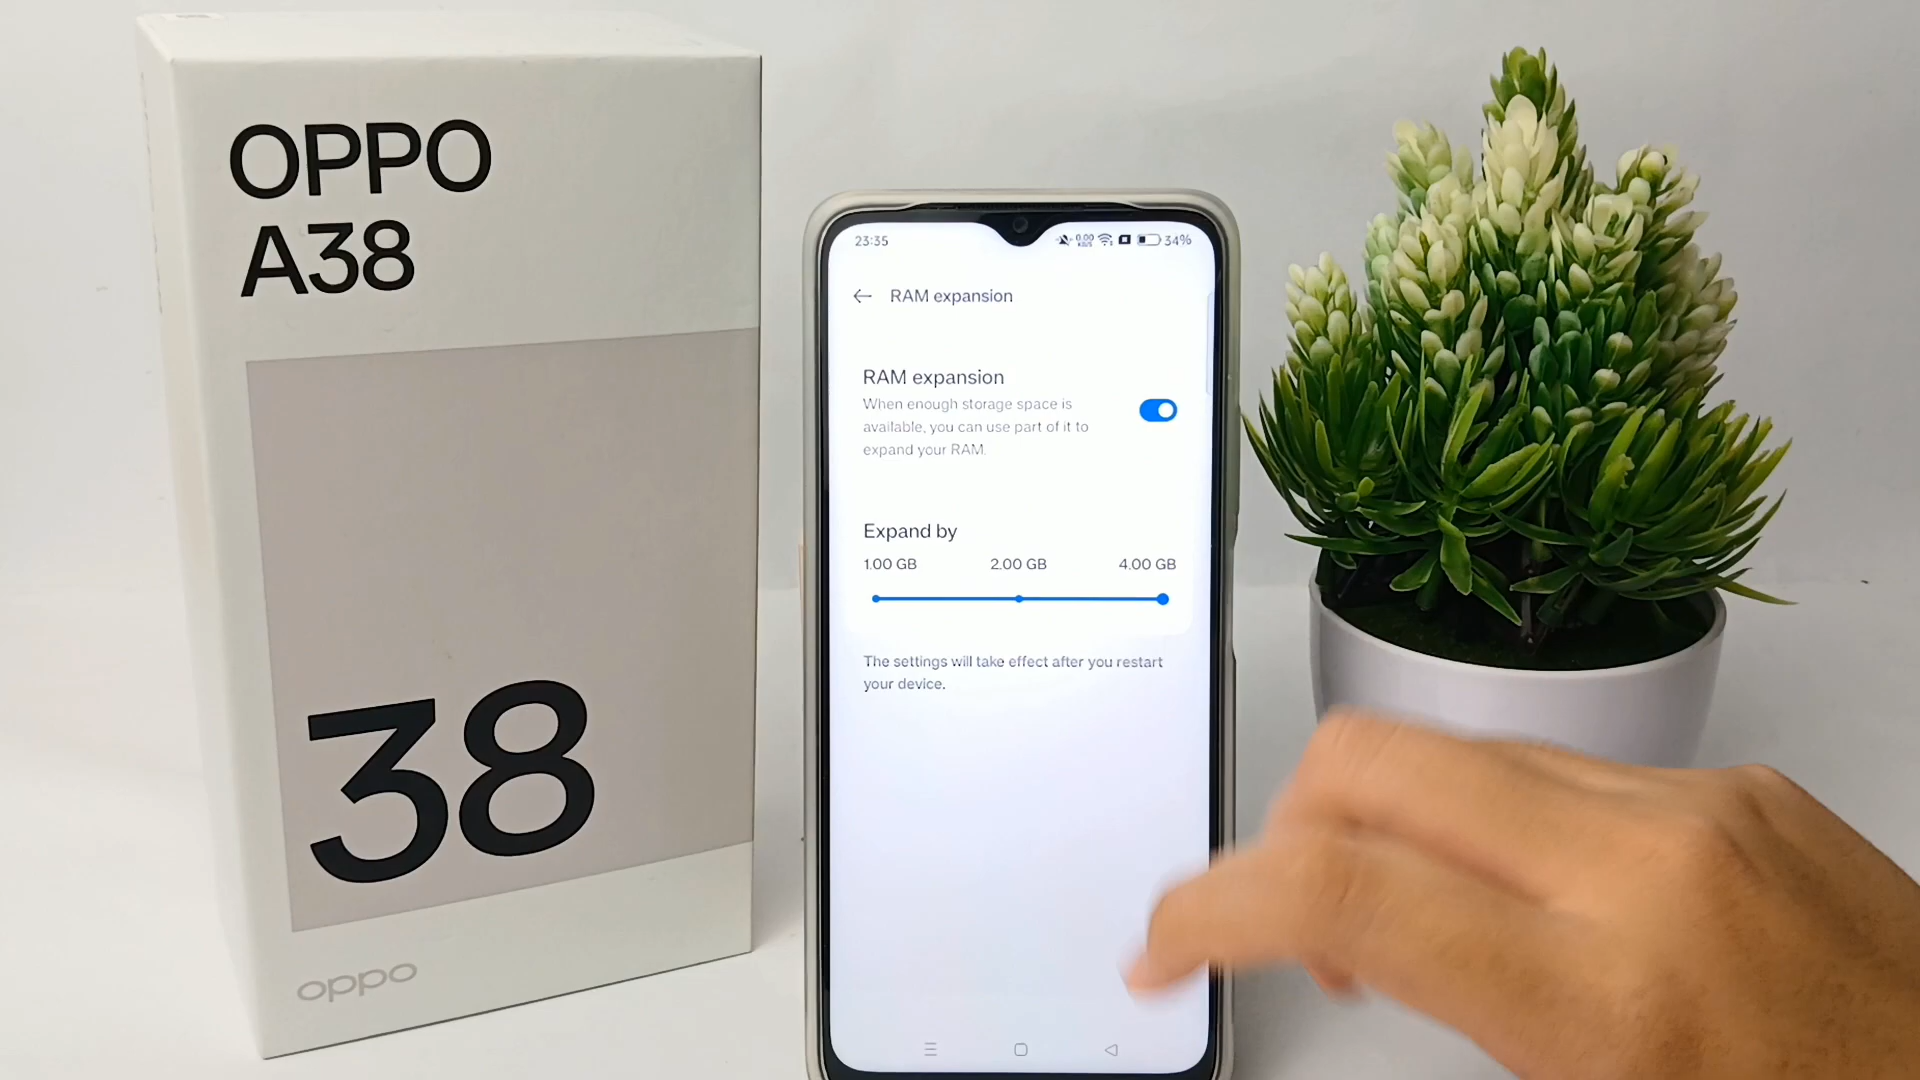 OPPO
A38
38
oppo
23:35
34%
RAM expansion
RAM expansion
When enough storage space is
available, you can use part of it to
expand your RAM.
Expand by
1.00 GB 2.00 GB 4.00 GB
The settings will take effect after you restart
your device.